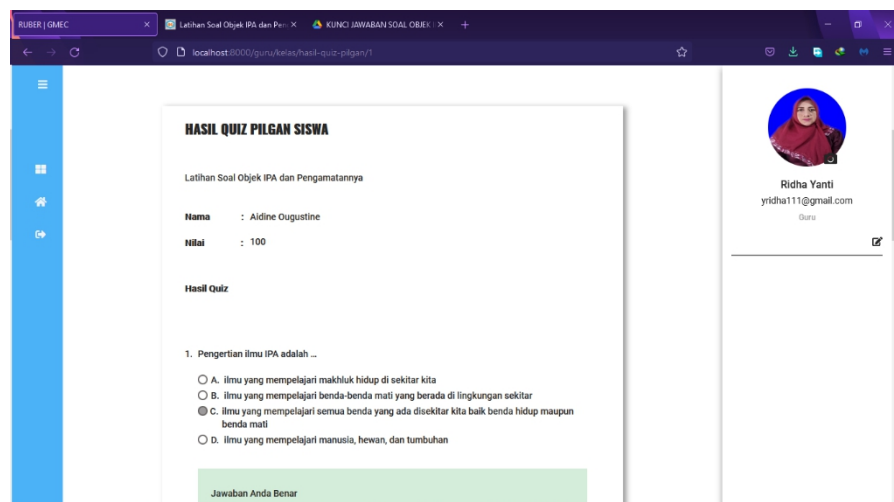 RUBER | GMEC
Latihan Soal Objek IPA dan Pen
KUNCI JAWABAN SOAL OBJEK
localhost:8000/guru/kelas/hasil-quiz-pilgan/1
HASIL QUIZ PILGAN SISWA
Latihan Soal Objek IPA dan Pengamatannya
Nama : Aidine Ougustine
Nilai : 100
Hasil Quiz
1. Pengertian ilmu IPA adalah ...
A. ilmu yang mempelajari makhluk hidup di sekitar kita
B. ilmu yang mempelajari benda-benda mati yang berada di lingkungan sekitar
C. ilmu yang mempelajari semua benda yang ada disekitar kita baik benda hidup maupun
benda mati
D. ilmu yang mempelajari manusia, hewan, dan tumbuhan
Jawaban Anda Benar
Ridha Yanti
yridha111@gmail.com
Guru